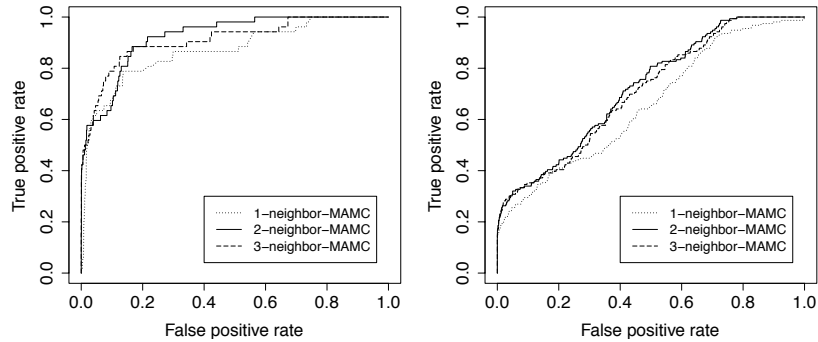 True positive rate
1.0
0.8
0.6
0.4
0.2
0.0
1−neighbor−MAMC
2−neighbor−MAMC
3−neighbor−MAMC
0.0 0.2 0.4 0.6 0.8 1.0
False positive rate
True positive rate
1.0
0.8
0.6
0.4
0.2
0.0
1−neighbor−MAMC
2−neighbor−MAMC
3−neighbor−MAMC
0.0 0.2 0.4 0.6 0.8 1.0
False positive rate